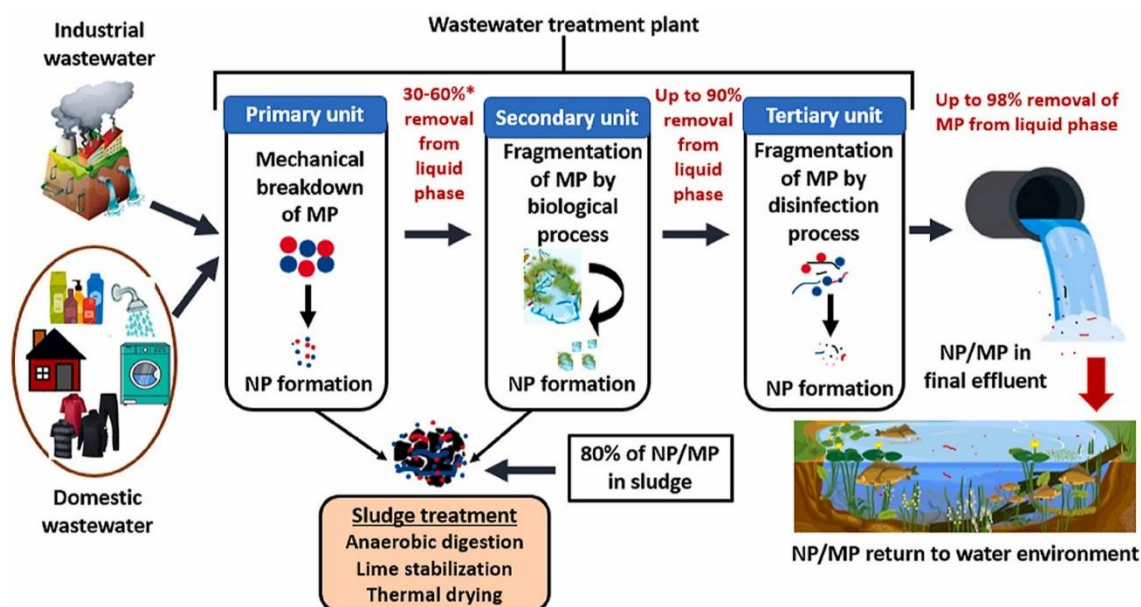 Industrial
wastewater
Wastewater treatment plant
Primary unit
Mechanical
breakdown
of MP
NP formation
30-60%*
removal
from
liquid
phase
Secondary unit
Fragmentation
of MP by
biological
process
NP formation
Up to 90%
removal
from
liquid
phase
Tertiary unit
Fragmentation
of MP by
disinfection
process
NP formation
Up to 98% removal of
MP from liquid phase
NP/MP in
final effluent
Domestic
wastewater
80% of NP/MP
in sludge
Sludge treatment
Anaerobic digestion
Lime stabilization
Thermal drying
NP/MP return to water environment